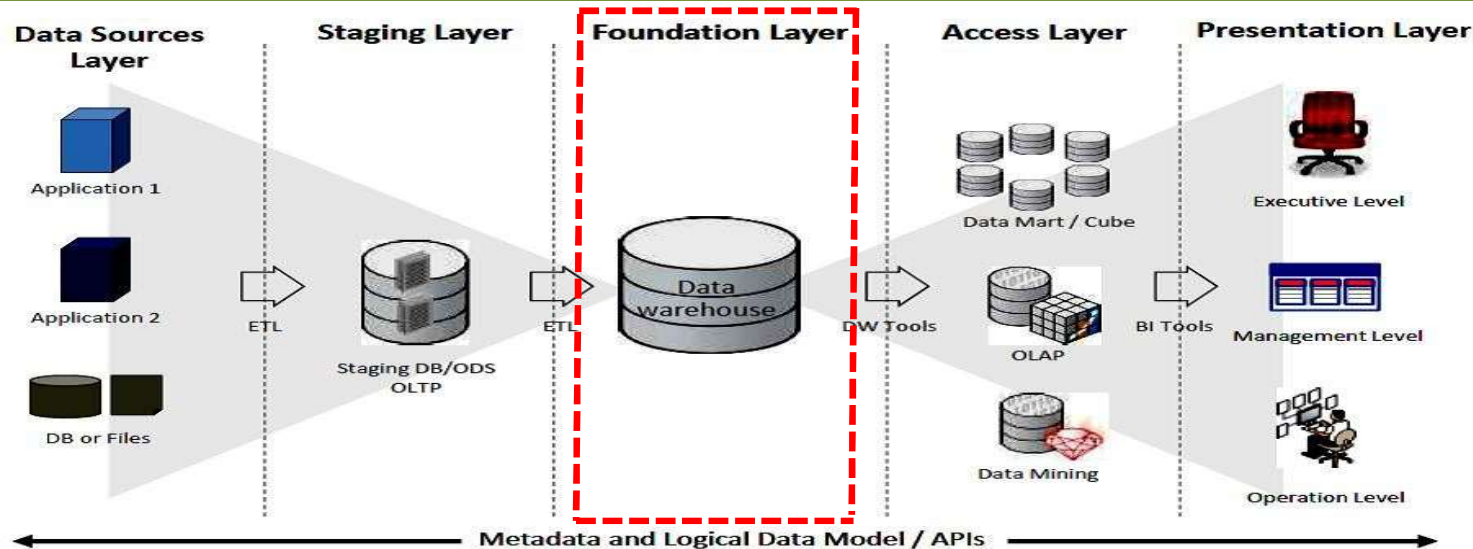 Data Sources
Layer
Staging Layer
Foundation Layer
Access Layer
Presentation Layer
Application 1
Application 2
DB or Files
ETL
Staging DB/ODS
OLTP
ETL
Data
warehouse
DW Tools
Data Mart / Cube
OLAP
Data Mining
BI Tools
Executive Level
Management Level
Operation Level
Metadata and Logical Data Model / APIs